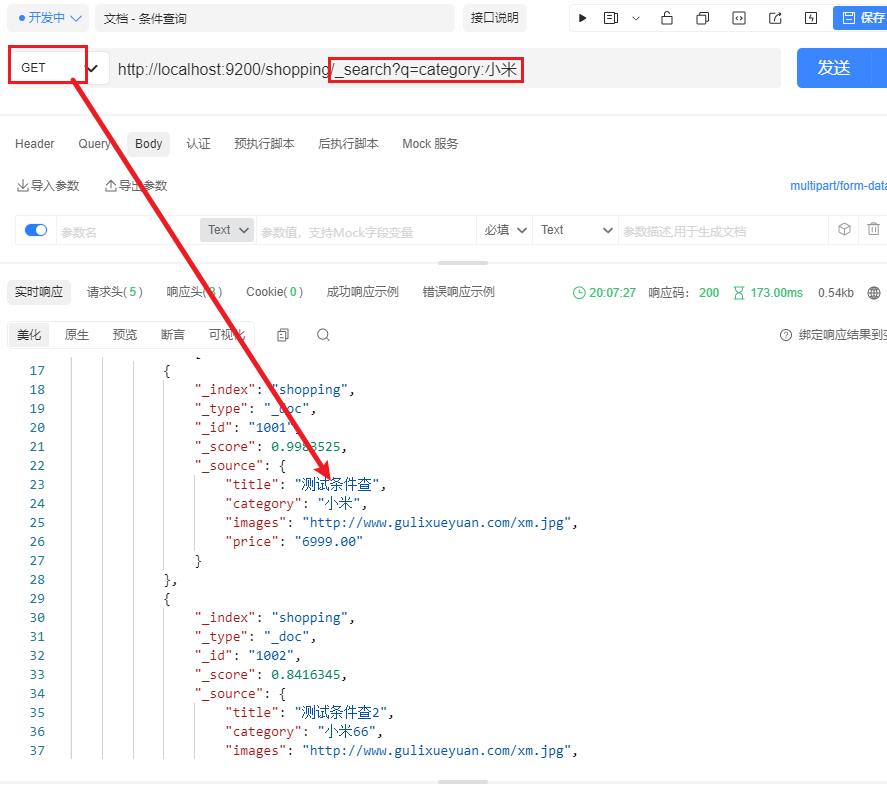 开发中 文档 - 条件查询 接口说明 保存
GET http://localhost:9200/shopping/_search?q=category:小米 发送
Header Query Body 认证 预执行脚本 后执行脚本 Mock 服务
导入参数 导出参数 multipart/form-data
参数名 Text 参数值，支持Mock字段变量 必填 Text 参数描述,用于生成文档
实时响应 请求头( 5 ) 响应头( 3 ) Cookie( 0 ) 成功响应示例 错误响应示例 20:07:27 响应码: 200 173.00ms 0.54kb
美化 原生 预览 断言 可视化 绑定响应结果到变
17 {
18 "_index": "shopping",
19 "_type": "_doc",
20 "_id": "1001",
21 "_score": 0.9983525,
22 "_source": {
23 "title": "测试条件查",
24 "category": "小米",
25 "images": "http://www.gulixueyuan.com/xm.jpg",
26 "price": "6999.00"
27 }
28 },
29 {
30 "_index": "shopping",
31 "_type": "_doc",
32 "_id": "1002",
33 "_score": 0.8416345,
34 "_source": {
35 "title": "测试条件查2",
36 "category": "小米66",
37 "images": "http://www.gulixueyuan.com/xm.jpg",